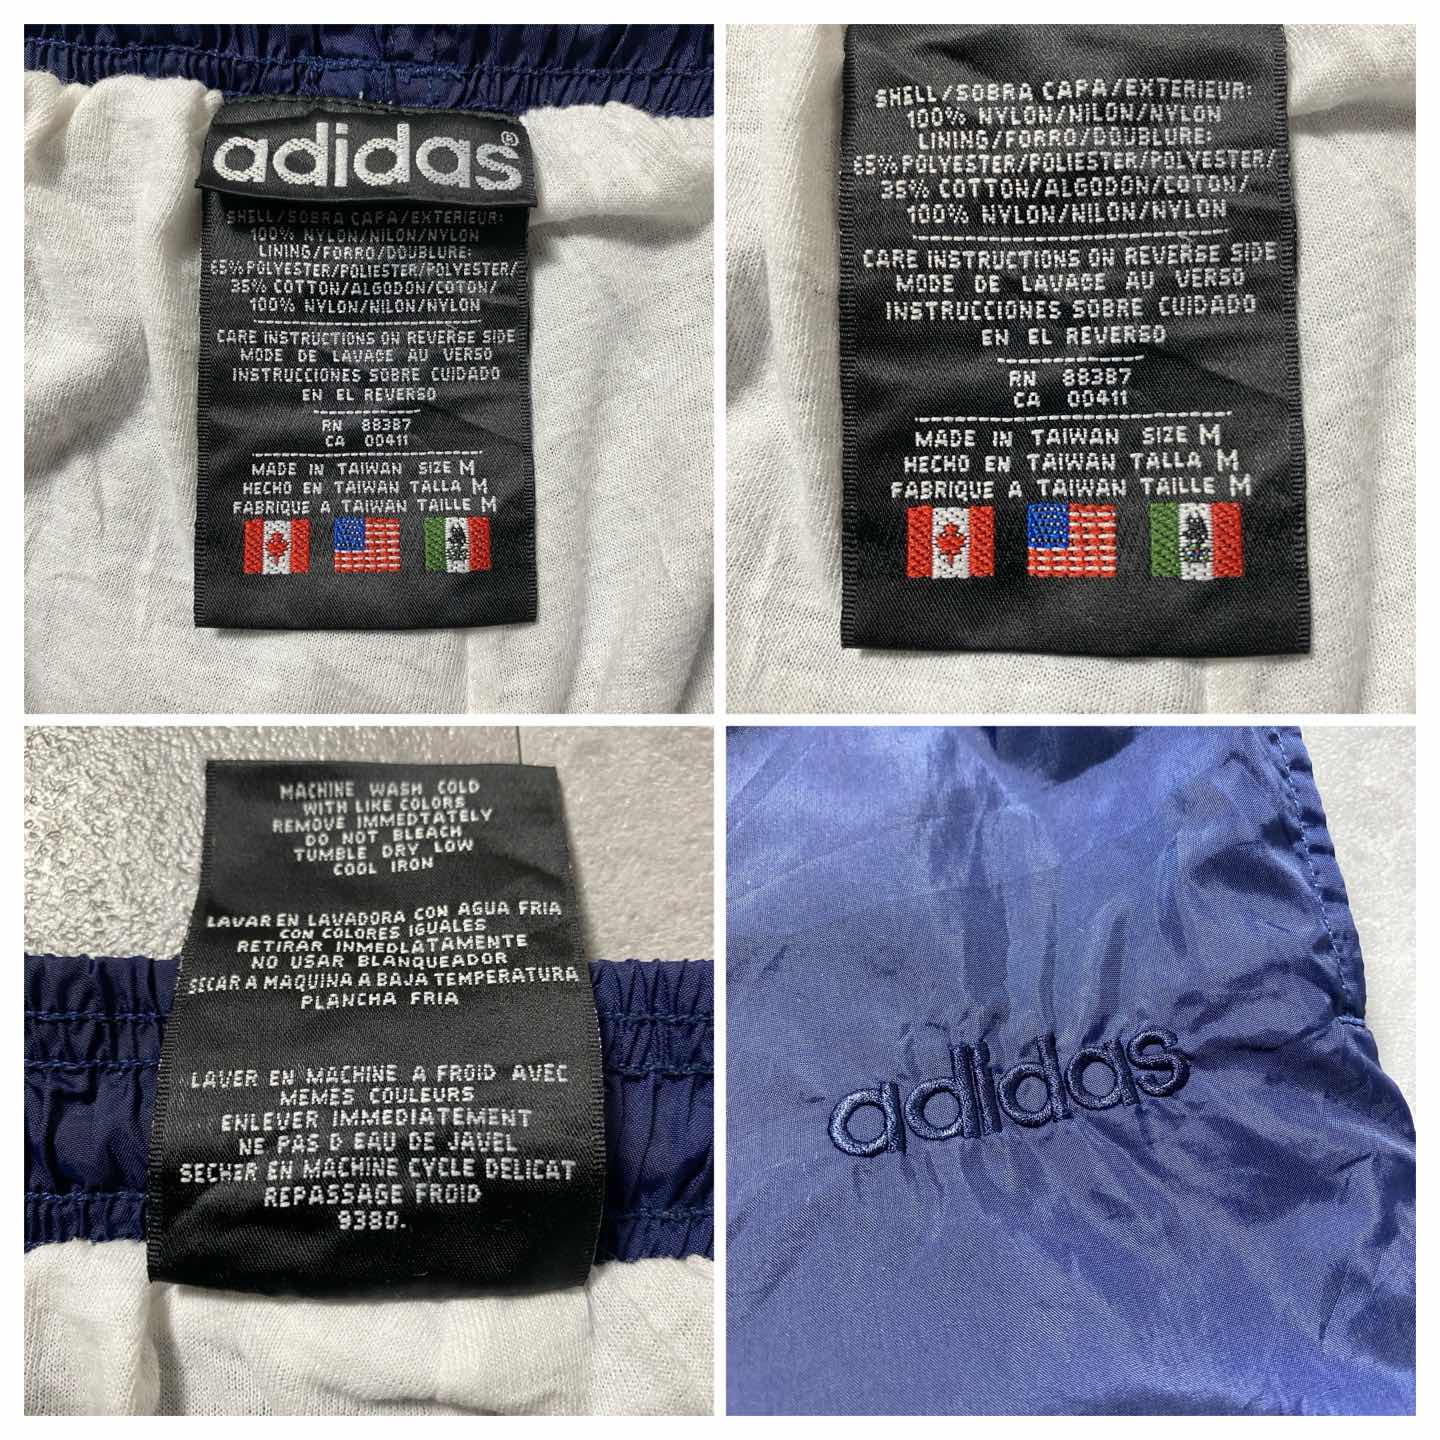 adidas®
SHELL/SOBRA CAPA/EXTERIEUR:
100% NYLON/NILON/NYLON
LINING/FORRO/DOUBLURE:
65% POLYESTER/POLIESTER/POLYESTER/
35% COTTON/ALGODON/COTON/
100% NYLON/NILON/NYLON
CARE INSTRUCTIONS ON REVERSE SIDE
MODE DE LAVAGE AU VERSO
INSTRUCCIONES SOBRE CUIDADO
EN EL REVERSO
RN 88387
CA 00411
MADE IN TAIWAN SIZE M
HECHO EN TAIWAN TALLA M
FABRIQUE A TAIWAN TAILLE M
SHELL/SOBRA CAPA/EXTERIEUR:
100% NYLON/NILON/NYLON
LINING/FORRO/DOUBLURE:
65% POLYESTER/POLIESTER/POLYESTER/
35% COTTON/ALGODON/COTON/
100% NYLON/NILON/NYLON
CARE INSTRUCTIONS ON REVERSE SIDE
MODE DE LAVAGE AU VERSO
INSTRUCCIONES SOBRE CUIDADO
EN EL REVERSO
RN 88387
CA 00411
MADE IN TAIWAN SIZE M
HECHO EN TAIWAN TALLA M
FABRIQUE A TAIWAN TAILLE M
MACHINE WASH COLD
WITH LIKE COLORS
REMOVE IMMEDTATELY
DO NOT BLEACH
TUMBLE DRY LOW
COOL IRON
LAVAR EN LAVADORA CON AGUA FRIA
CON COLORES IGUALES
RETIRAR INMEDLATAMENTE
NO USAR BLANQUEADOR
SECAR A MAQUINA A BAJA TEMPERATURA
PLANCHA FRIA
LAVER EN MACHINE A FROID AVEC
MEMES COULEURS
ENLEVER IMMEDIATEMENT
NE PAS D EAU DE JAVEL
SECHER EN MACHINE CYCLE DELICAT
REPASSAGE FROID
9380.
adidas